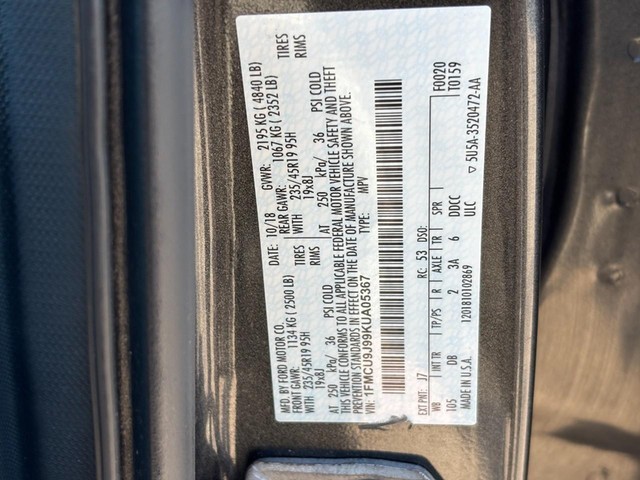 MFD. BY FORD MOTOR CO.
DATE: 10/18 GVWR: 2195 KG ( 4840 LB)
FRONT GAWR: 1134 KG ( 2500 LB) REAR GAWR: 1067 KG ( 2352 LB)
WITH 235/45R19 95H TIRES WITH 235/45R19 95H TIRES
19x8J RIMS 19x8J RIMS
AT 250 kPa/ 36 PSI COLD AT 250 kPa/ 36 PSI COLD
THIS VEHICLE CONFORMS TO ALL APPLICABLE FEDERAL MOTOR VEHICLE SAFETY AND THEFT
PREVENTION STANDARDS IN EFFECT ON THE DATE OF MANUFACTURE SHOWN ABOVE.
VIN: 1FMCU9J99KUA05367 TYPE: MPV
EXT PNT: J7 RC: 53 DSO: F0020
WB INT TR TP/PS R AXLE TR SPR T0159
105 DB 2 3A 6 DDCC
MADE IN U.S.A. 1201810102869 ULC ▽ 5U5A-3520472-AA